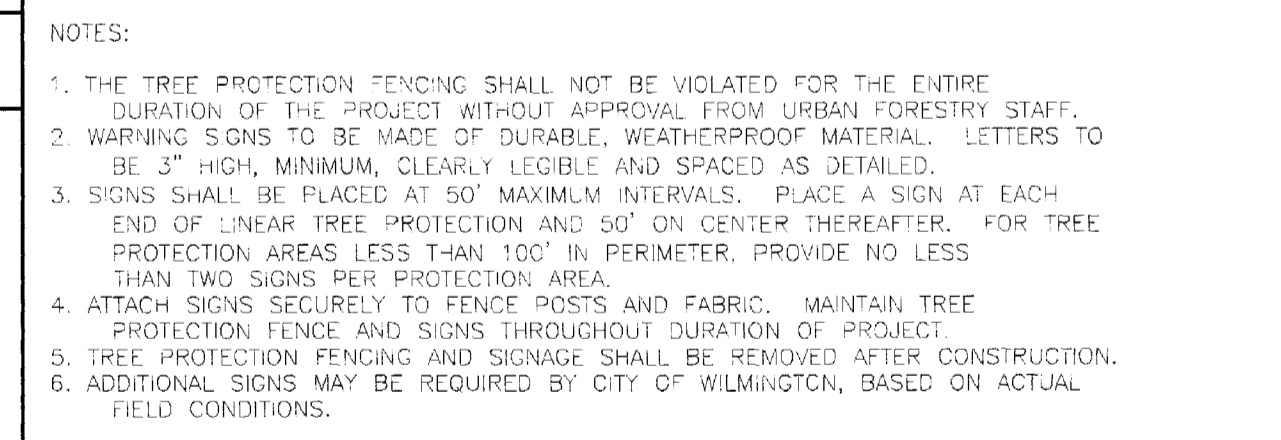 NOTES:
1. THE TREE PROTECTION FENCING SHALL NOT BE VIOLATED FOR THE ENTIRE
DURATION OF THE PROJECT WITHOUT APPROVAL FROM URBAN FORESTRY STAFF.
2. WARNING SIGNS TO BE MADE OF DURABLE, WEATHERPROOF MATERIAL. LETTERS TO
BE 3" HIGH, MINIMUM, CLEARLY LEGIBLE AND SPACED AS DETAILED.
3. SIGNS SHALL BE PLACED AT 50' MAXIMUM INTERVALS. PLACE A SIGN AT EACH
END OF LINEAR TREE PROTECTION AND 50' ON CENTER THEREAFTER. FOR TREE
PROTECTION AREAS LESS THAN 100' IN PERIMETER, PROVIDE NO LESS
THAN TWO SIGNS PER PROTECTION AREA.
4. ATTACH SIGNS SECURELY TO FENCE POSTS AND FABRIC. MAINTAIN TREE
PROTECTION FENCE AND SIGNS THROUGHOUT DURATION OF PROJECT.
5. TREE PROTECTION FENCING AND SIGNAGE SHALL BE REMOVED AFTER CONSTRUCTION.
6. ADDITIONAL SIGNS MAY BE REQUIRED BY CITY OF WILMINGTON, BASED ON ACTUAL
FIELD CONDITIONS.